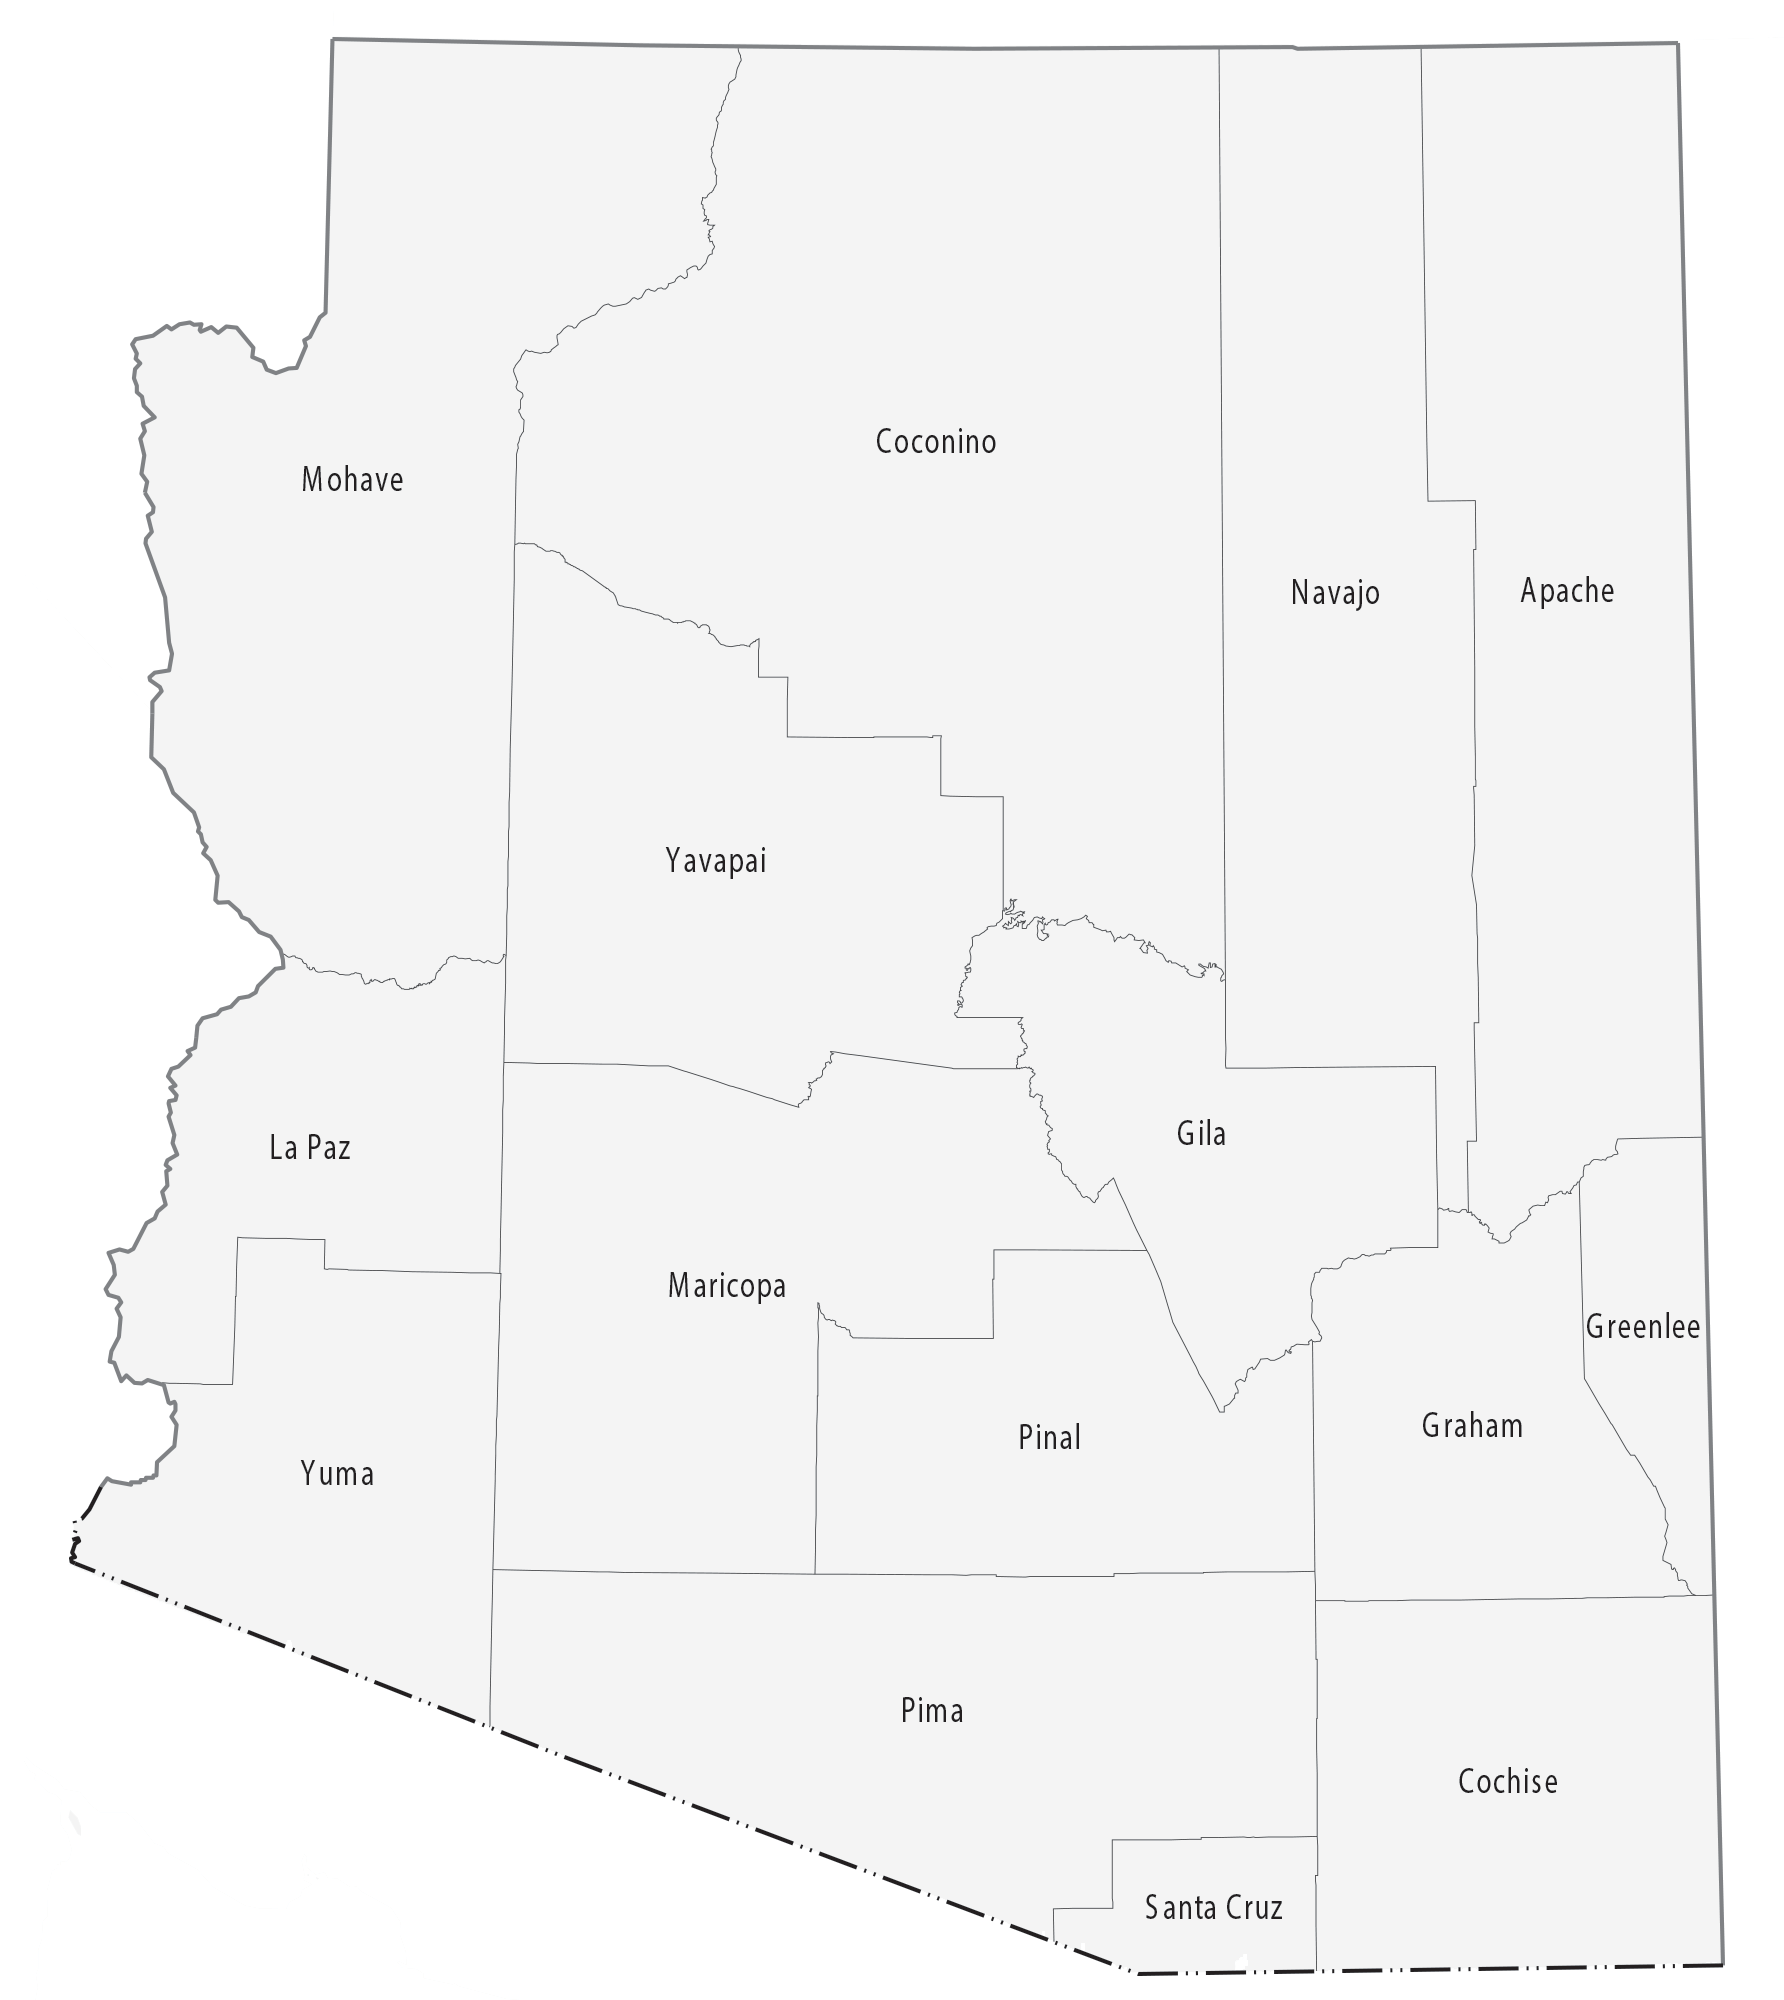 Coconino
Mohave
Navajo
Apache
Yavapai
Gila
La Paz
Maricopa
Greenlee
Graham
Pinal
Yuma
Pima
Cochise
Santa Cruz